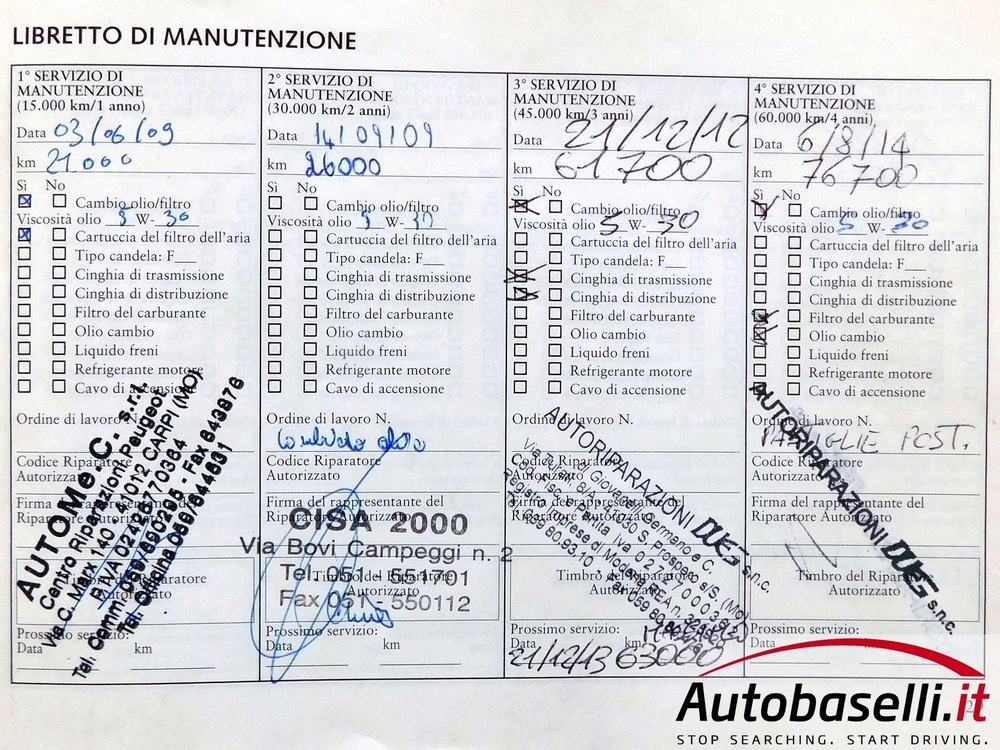 LIBRETTO DI MANUTENZIONE
1° SERVIZIO DI
MANUTENZIONE
(15.000 km/1 anno)
Data 03/06/09
km 21000
Sì No
Cambio olio/filtro
Viscosità olio 5 W- 30
Cartuccia del filtro dell'aria
Tipo candela: F__
Cinghia di trasmissione
Cinghia di distribuzione
Filtro del carburante
Olio cambio
Liquido freni
Refrigerante motore
Cavo di accensione
Ordine di lavoro N.
Codice Riparatore
Autorizzato
Firma del rappresentante del
Riparatore Autorizzato
AUTOME C. s.r.l.
Centro Riparazioni Peugeot
Via C. Marx 140 - 41012 CARPI (MO)
Prossimo servizio:
Data km
2° SERVIZIO DI
MANUTENZIONE
(30.000 km/2 anni)
Data 14/09/09
km 26000
Sì No
Cambio olio/filtro
Viscosità olio 5 W- 30
Cartuccia del filtro dell'aria
Tipo candela: F__
Cinghia di trasmissione
Cinghia di distribuzione
Filtro del carburante
Olio cambio
Liquido freni
Refrigerante motore
Cavo di accensione
Ordine di lavoro N.
Codice Riparatore
Autorizzato
Firma del rappresentante del
Riparatore Autorizzato
CISA 2000
Via Bovi Campeggi n. 2
Tel. 051 - 551701
Timbro del Riparatore
Autorizzato
Fax 051 - 550112
Prossimo servizio:
Data km
3° SERVIZIO DI
MANUTENZIONE
(45.000 km/3 anni)
Data 21/12/12
km 61700
Sì No
Cambio olio/filtro
Viscosità olio 5 W- 30
Cartuccia del filtro dell'aria
Tipo candela: F__
Cinghia di trasmissione
Cinghia di distribuzione
Filtro del carburante
Olio cambio
Liquido freni
Refrigerante motore
Cavo di accensione
Ordine di lavoro N.
Codice Riparatore
Autorizzato
Firma del rappresentante del
Riparatore Autorizzato
AUTORIPARAZIONI DUEG s.n.c.
di Giovanelli Germano e C.
Timbro del Riparatore
Autorizzato
Prossimo servizio:
Data km
21/12/13 63000
4° SERVIZIO DI
MANUTENZIONE
(60.000 km/4 anni)
Data 6/8/14
km 76700
Sì No
Cambio olio/filtro
Viscosità olio 5 W- 30
Cartuccia del filtro dell'aria
Tipo candela: F__
Cinghia di trasmissione
Cinghia di distribuzione
Filtro del carburante
Olio cambio
Liquido freni
Refrigerante motore
Cavo di accensione
Ordine di lavoro N.
POST.
Codice Riparatore
Autorizzato
Firma del rappresentante del
Riparatore Autorizzato
AUTORIPARAZIONI DUEG s.n.c.
Timbro del Riparatore
Autorizzato
Prossimo servizio:
Data km
Autobaselli.it
STOP SEARCHING. START DRIVING.